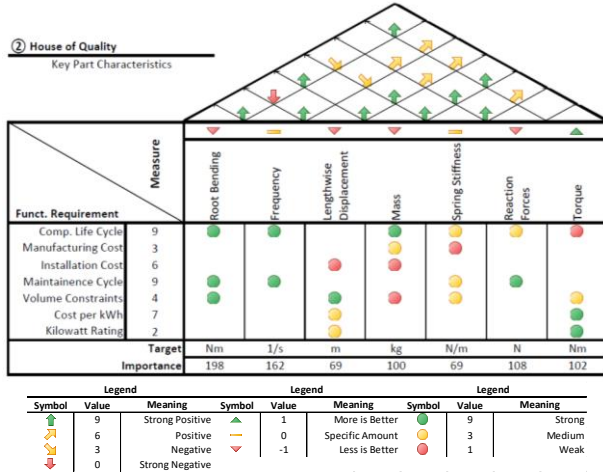 ② House of Quality
Key Part Characteristics
Measure
Root Bending
Frequency
Lengthwise
Displacement
Mass
Spring Stiffness
Reaction
Forces
Torque
Funct. Requirement
Comp. Life Cycle 9
Manufacturing Cost 3
Installation Cost 6
Maintainence Cycle 9
Volume Constraints 4
Cost per kWh 7
Kilowatt Rating 2
Target Nm 1/s m kg N/m N Nm
Importance 198 162 69 100 69 108 102
Legend Legend Legend
Symbol Value Meaning Symbol Value Meaning Symbol Value Meaning
9 Strong Positive 1 More is Better 9 Strong
6 Positive 0 Specific Amount 3 Medium
3 Negative -1 Less is Better 1 Weak
0 Strong Negative